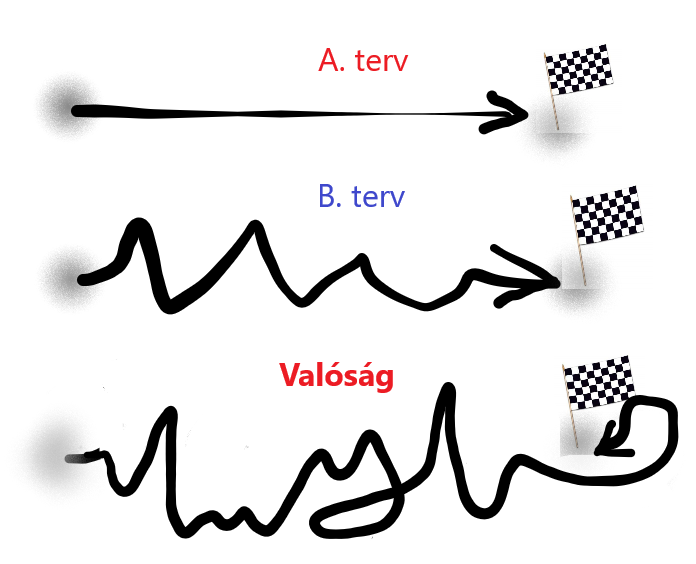 A. terv
B. terv
Valóság